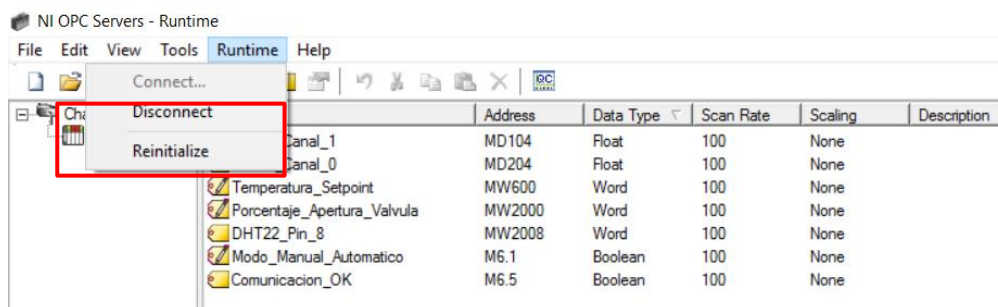 NI OPC Servers - Runtime
File Edit View Tools Runtime Help
Connect...
Disconnect
Reinitialize
Address Data Type Scan Rate Scaling Description
Canal_1 MD104 Float 100 None
Canal_0 MD204 Float 100 None
Temperatura_Setpoint MW600 Word 100 None
Porcentaje_Apertura_Valvula MW2000 Word 100 None
DHT22_Pin_8 MW2008 Word 100 None
Modo_Manual_Automatico M6.1 Boolean 100 None
Comunicacion_OK M6.5 Boolean 100 None